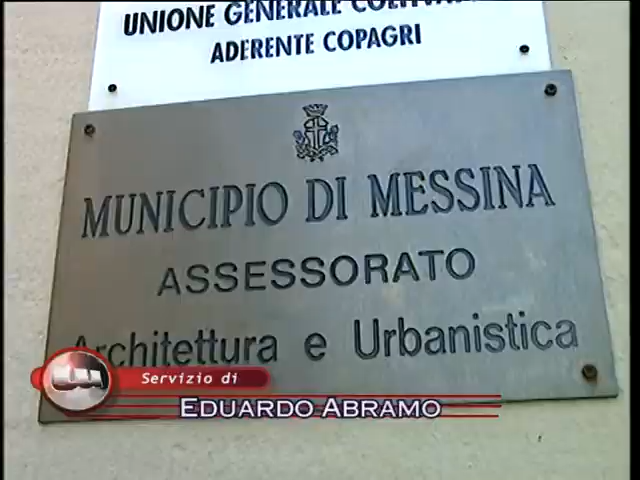 UNIONE GENERALE
ADERENTE COPAGRI
MUNICIPIO DI MESSINA
ASSESSORATO
Architettura e Urbanistica
Servizio di
EDUARDO ABRAMO